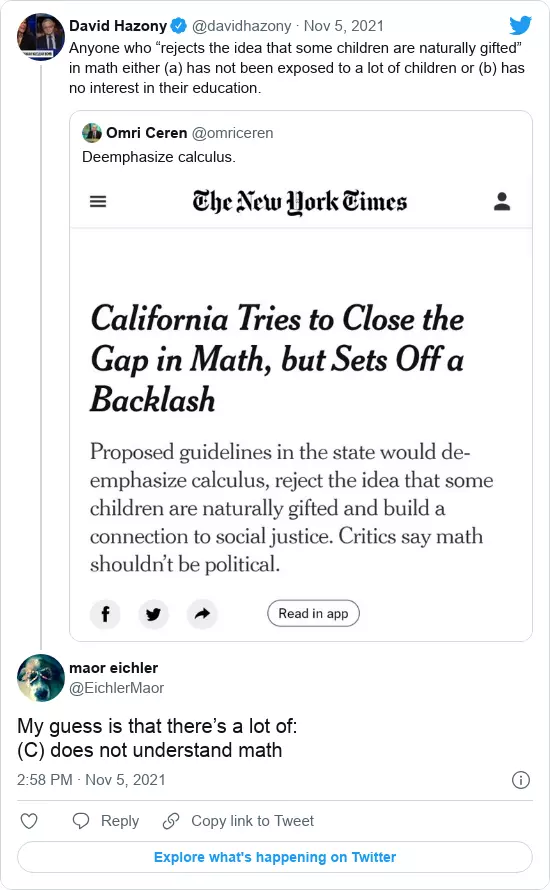 David Hazony @davidhazony · Nov 5, 2021
Anyone who “rejects the idea that some children are naturally gifted”
in math either (a) has not been exposed to a lot of children or (b) has
no interest in their education.
Omri Ceren @omriceren
Deemphasize calculus.
The New York Times
California Tries to Close the
Gap in Math, but Sets Off a
Backlash
Proposed guidelines in the state would de-
emphasize calculus, reject the idea that some
children are naturally gifted and build a
connection to social justice. Critics say math
shouldn’t be political.
Read in app
maor eichler
@EichlerMaor
My guess is that there’s a lot of:
(C) does not understand math
2:58 PM · Nov 5, 2021
Reply
Copy link to Tweet
Explore what's happening on Twitter